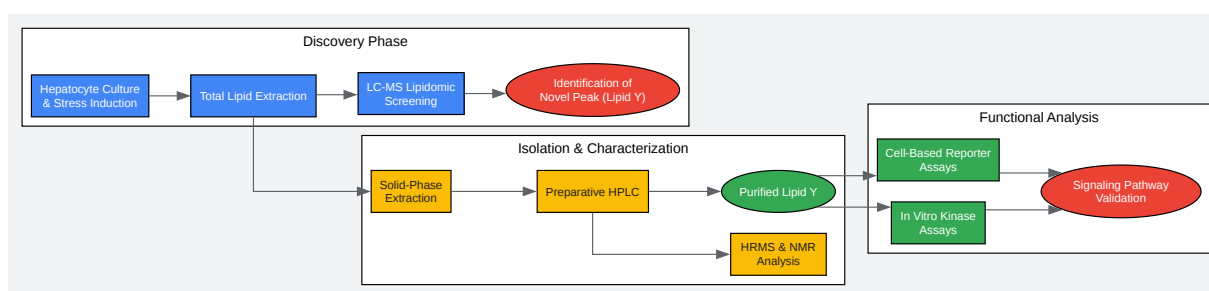 Discovery Phase
Hepatocyte Culture
& Stress Induction
Total Lipid Extraction
LC-MS Lipidomic
Screening
Identification of
Novel Peak (Lipid Y)
Isolation & Characterization
Solid-Phase
Extraction
Preparative HPLC
Purified Lipid Y
HRMS & NMR
Analysis
Functional Analysis
Cell-Based Reporter
Assays
In Vitro Kinase
Assays
Signaling Pathway
Validation